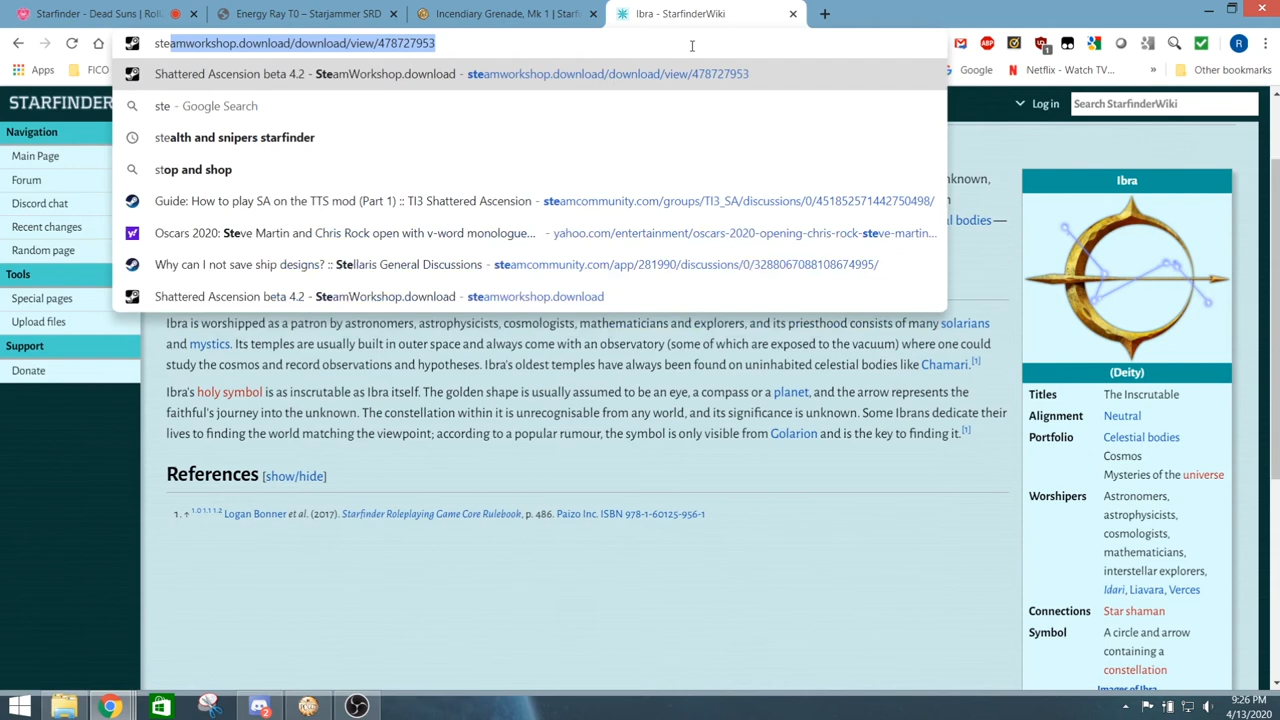 Starfinder - Dead Suns | Roll
Energy Ray T0 – Starjammer SRD
Incendiary Grenade, Mk 1 | Starfi
Ibra - StarfinderWiki
steamworkshop.download/download/view/478727953
Shattered Ascension beta 4.2 - SteamWorkshop.download - steamworkshop.download/download/view/478727953
ste - Google Search
stealth and snipers starfinder
stop and shop
Guide: How to play SA on the TTS mod (Part 1) :: TI3 Shattered Ascension - steamcommunity.com/groups/TI3_SA/discussions/0/451852571442750498/
Oscars 2020: Steve Martin and Chris Rock open with v-word monologue... - yahoo.com/entertainment/oscars-2020-opening-chris-rock-steve-martin...
Why can I not save ship designs? :: Stellaris General Discussions - steamcommunity.com/app/281990/discussions/0/3288067088108674995/
Shattered Ascension beta 4.2 - SteamWorkshop.download - steamworkshop.download
Apps
FICO
Google
Netflix - Watch TV...
»
Other bookmarks
STARFINDER
Log in
Search StarfinderWiki
Navigation
Main Page
Forum
Discord chat
Recent changes
Random page
Tools
Special pages
Upload files
Support
Donate
known,
al bodies —
Ibra is worshipped as a patron by astronomers, astrophysicists, cosmologists, mathematicians and explorers, and its priesthood consists of many solarians
and mystics. Its temples are usually built in outer space and always come with an observatory (some of which are exposed to the vacuum) where one could
study the cosmos and record observations and hypotheses. Ibra's oldest temples have always been found on uninhabited celestial bodies like Chamari.[1]
Ibra's holy symbol is as inscrutable as Ibra itself. The golden shape is usually assumed to be an eye, a compass or a planet, and the arrow represents the
faithful's journey into the unknown. The constellation within it is unrecognisable from any world, and its significance is unknown. Some Ibrans dedicate their
lives to finding the world matching the viewpoint; according to a popular rumour, the symbol is only visible from Golarion and is the key to finding it.[1]
References [show/hide]
1. ↑ 1.0 1.1 1.2 Logan Bonner et al. (2017). Starfinder Roleplaying Game Core Rulebook, p. 486. Paizo Inc. ISBN 978-1-60125-956-1
Ibra
(Deity)
Titles The Inscrutable
Alignment Neutral
Portfolio Celestial bodies
Cosmos
Mysteries of the universe
Worshipers Astronomers,
astrophysicists,
cosmologists,
mathematicians,
interstellar explorers,
Idari, Liavara, Verces
Connections Star shaman
Symbol A circle and arrow
containing a
constellation
Images of Ibra
9:26 PM
4/13/2020